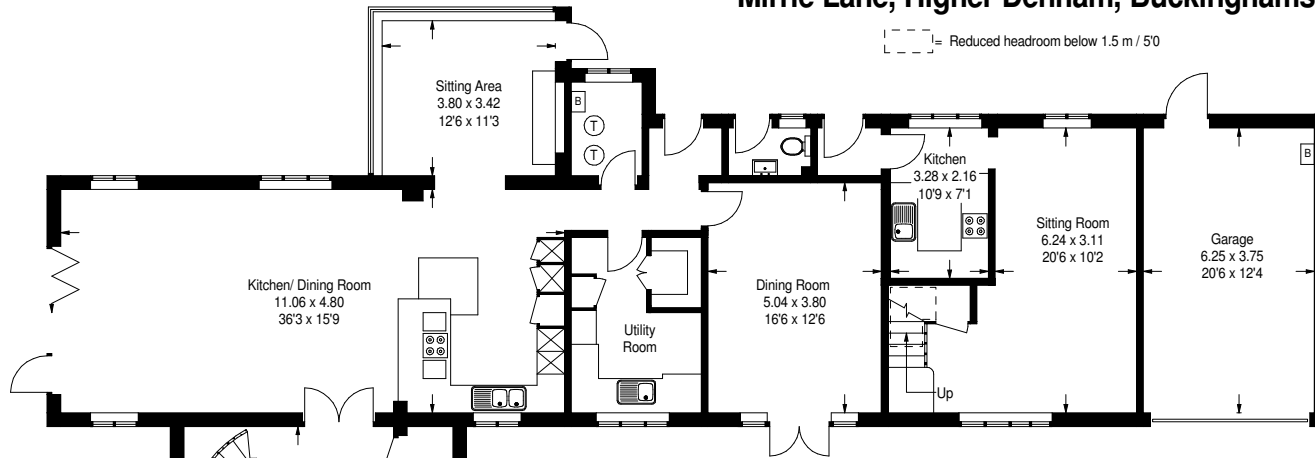 Mirrie Lane, Higher Denham, Buckinghams
= Reduced headroom below 1.5 m / 5'0
Sitting Area
3.80 x 3.42
12'6 x 11'3
B
T
T
Kitchen
3.28 x 2.16
10'9 x 7'1
B
Sitting Room
6.24 x 3.11
20'6 x 10'2
Garage
6.25 x 3.75
20'6 x 12'4
Kitchen/ Dining Room
11.06 x 4.80
36'3 x 15'9
Dining Room
5.04 x 3.80
16'6 x 12'6
Utility
Room
Up